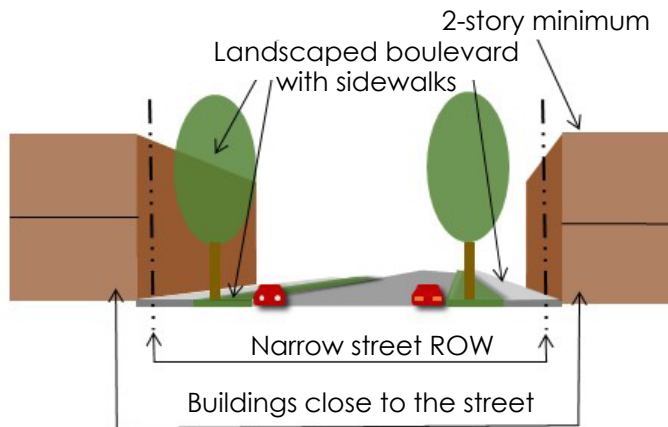 2-story minimum
Landscaped boulevard
with sidewalks
Narrow street ROW
Buildings close to the street